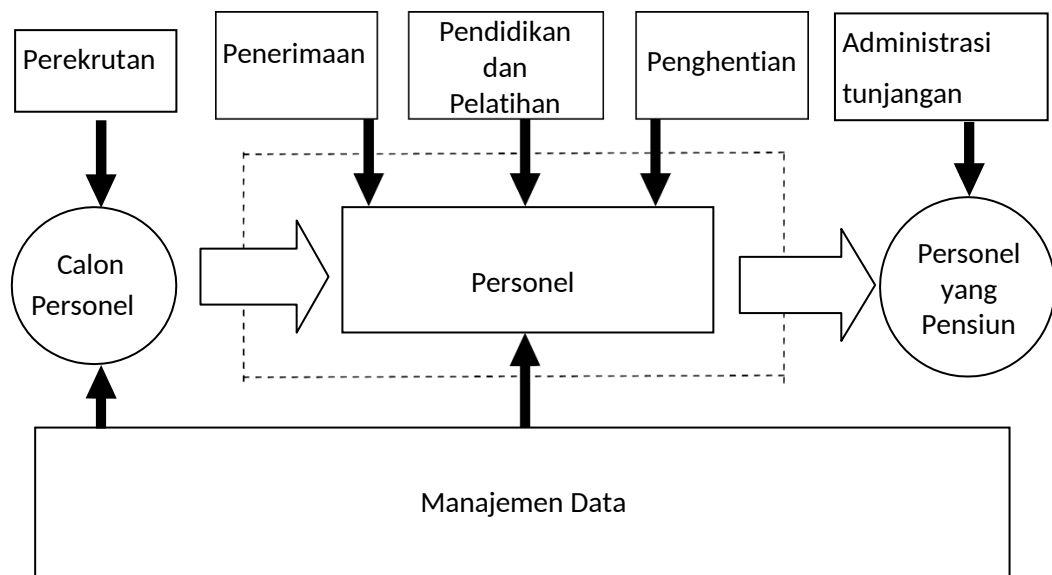 Perekrutan
Penerimaan
Pendidikan
dan
Pelatihan
Penghentian
Administrasi
tunjangan
Calon
Personel
Personel
Personel
yang
Pensiun
Manajemen Data